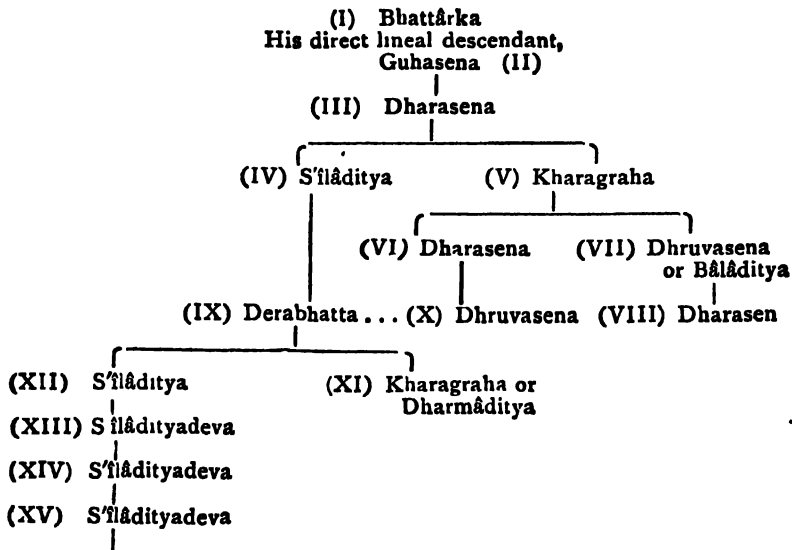 (I) Bhattârka
His direct lineal descendant,
Guhasena (II)
(III) Dharasena
(IV) S'îlâditya (V) Kharagraha
(VI) Dharasena (VII) Dhruvasena
or Bâlâditya
(IX) Derabhatta ... (X) Dhruvasena (VIII) Dharasen
(XII) S'îlâditya (XI) Kharagraha or
Dharmâditya
(XIII) S'îlâdityadeva
(XIV) S'îlâdityadeva
(XV) S'îlâdityadeva